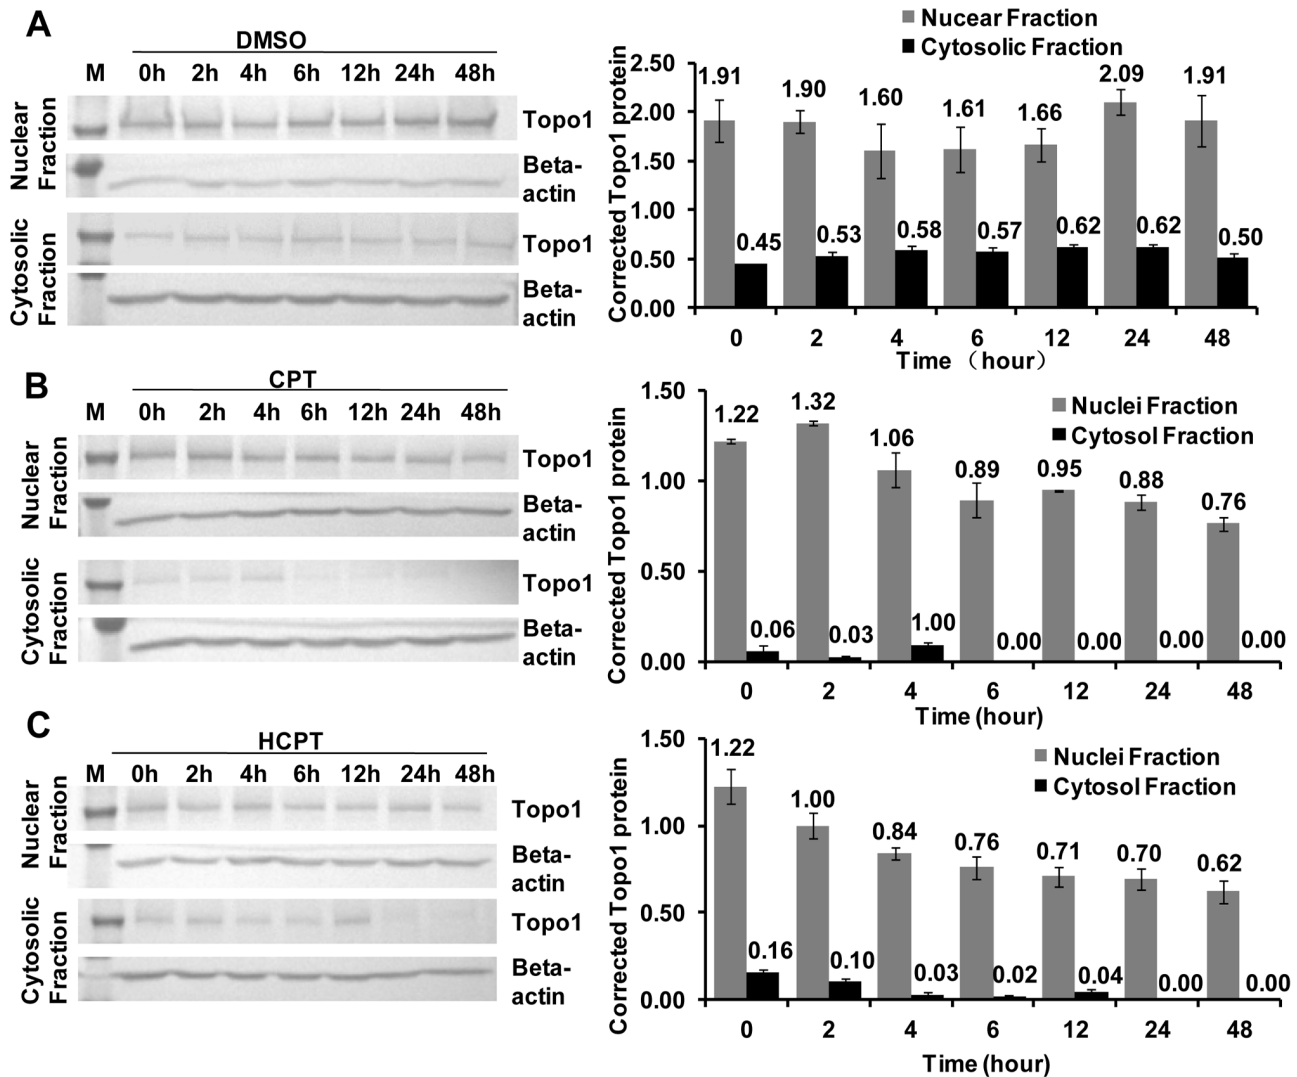 A
DMSO
M 0h 2h 4h 6h 12h 24h 48h
Nuclear
Fraction
Topo1
Beta-
actin
Cytosolic
Fraction
Topo1
Beta-
actin
Nucear Fraction
Cytosolic Fraction
Corrected Topo1 protein
2.50
2.00
1.50
1.00
0.50
0.00
1.91 1.90 1.60 1.61 1.66 2.09 1.91
0.45 0.53 0.58 0.57 0.62 0.62 0.50
0 2 4 6 12 24 48
Time （hour）
B
CPT
M 0h 2h 4h 6h 12h 24h 48h
Nuclear
Fraction
Topo1
Beta-
actin
Cytosolic
Fraction
Topo1
Beta-
actin
Nuclei Fraction
Cytosol Fraction
Corrected Topo1 protein
1.50
1.00
0.50
0.00
1.22 1.32 1.06 0.89 0.95 0.88 0.76
0.06 0.03 1.00 0.00 0.00 0.00 0.00
0 2 4 6 12 24 48
Time (hour)
C
HCPT
M 0h 2h 4h 6h 12h 24h 48h
Nuclear
Fraction
Topo1
Beta-
actin
Cytosolic
Fraction
Topo1
Beta-
actin
Nuclei Fraction
Cytosol Fraction
Corrected Topo1 protein
1.50
1.00
0.50
0.00
1.22 1.00 0.84 0.76 0.71 0.70 0.62
0.16 0.10 0.03 0.02 0.04 0.00 0.00
0 2 4 6 12 24 48
Time (hour)